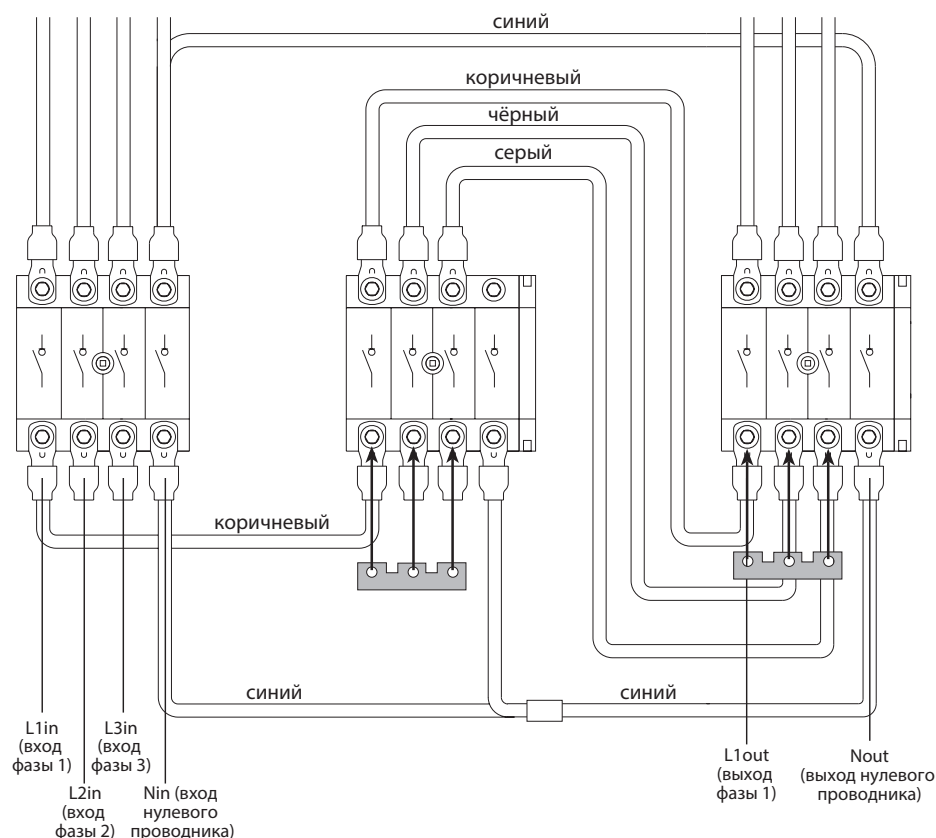 синий
коричневый
чёрный
серый
коричневый
синий
синий
L1in
(вход
фазы 1)
L3in
(вход
фазы 3)
L2in
(вход
фазы 2)
Nin (вход
нулевого
проводника)
L1out
(выход
фазы 1)
Nout
(выход нулевого
проводника)